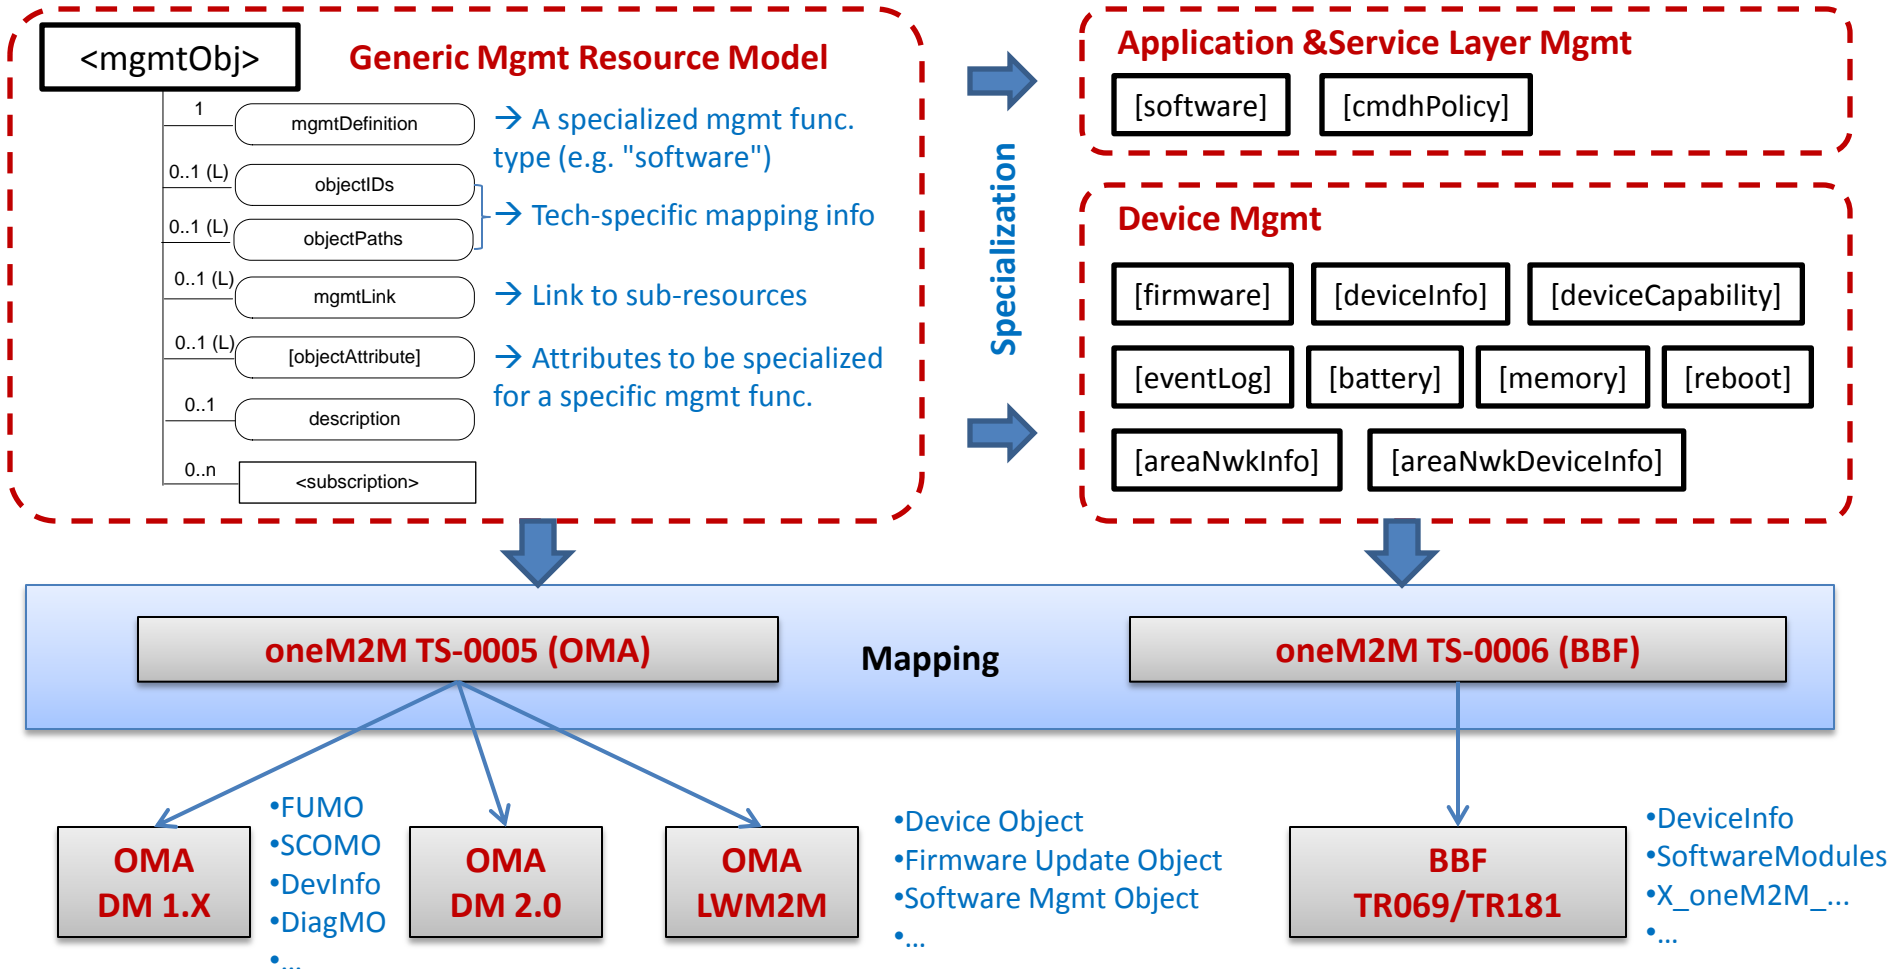 <mgmtObj>
Generic Mgmt Resource Model
1
mgmtDefinition
→ A specialized mgmt func.
type (e.g. "software")
0..1 (L)
objectIDs
0..1 (L)
objectPaths
→ Tech-specific mapping info
0..1 (L)
mgmtLink
→ Link to sub-resources
0..1 (L)
[objectAttribute]
→ Attributes to be specialized
for a specific mgmt func.
0..1
description
0..n
<subscription>
Specialization
Application &Service Layer Mgmt
[software]
[cmdhPolicy]
Device Mgmt
[firmware]
[deviceInfo]
[deviceCapability]
[eventLog]
[battery]
[memory]
[reboot]
[areaNwkInfo]
[areaNwkDeviceInfo]
oneM2M TS-0005 (OMA)
Mapping
oneM2M TS-0006 (BBF)
OMA
DM 1.X
•FUMO
•SCOMO
•DevInfo
•DiagMO
•...
OMA
DM 2.0
OMA
LWM2M
•Device Object
•Firmware Update Object
•Software Mgmt Object
•...
BBF
TR069/TR181
•DeviceInfo
•SoftwareModules
•X_oneM2M_...
•...